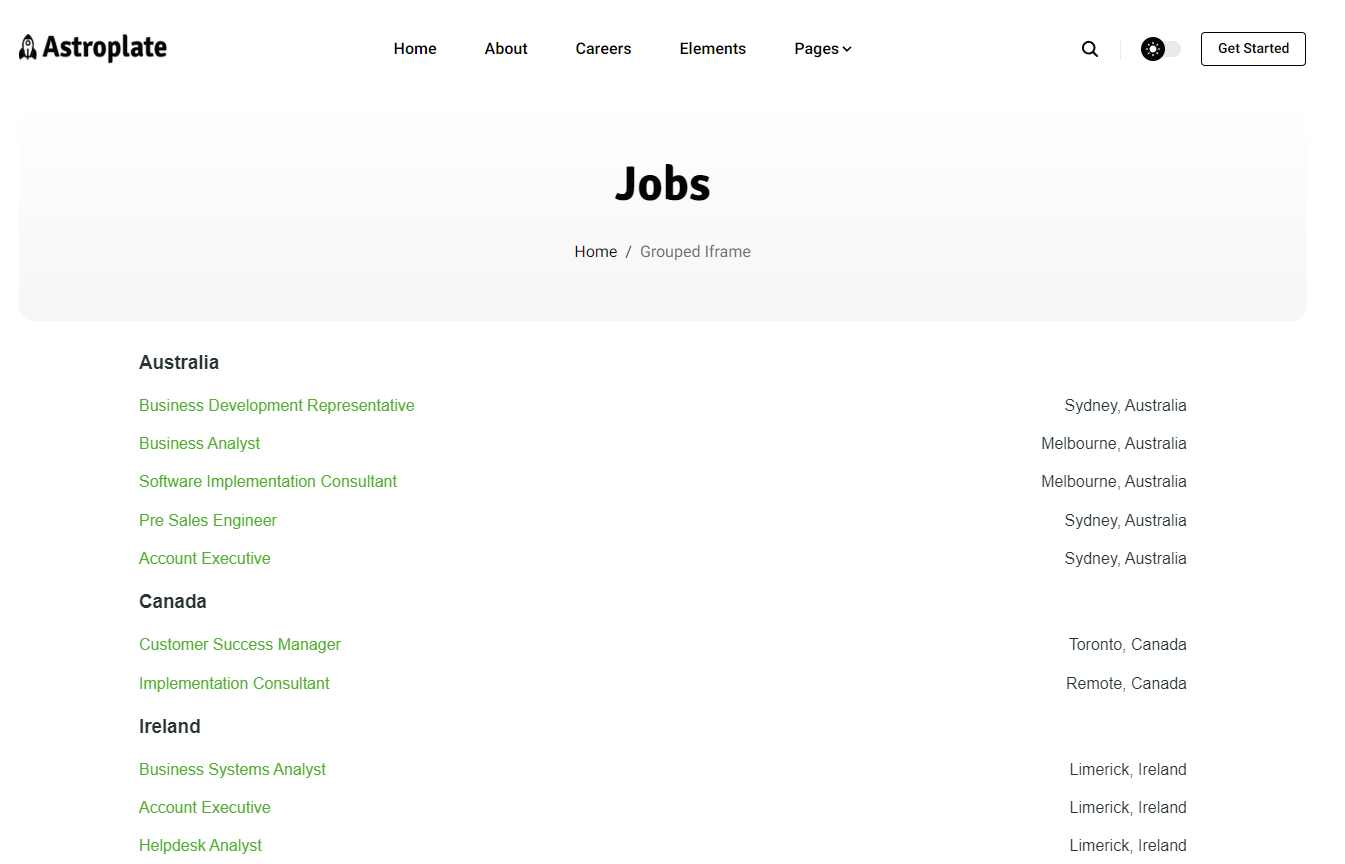 Astroplate Home About Careers Elements Pages Get Started
Jobs
Home / Grouped Iframe
Australia
Business Development Representative Sydney, Australia
Business Analyst Melbourne, Australia
Software Implementation Consultant Melbourne, Australia
Pre Sales Engineer Sydney, Australia
Account Executive Sydney, Australia
Canada
Customer Success Manager Toronto, Canada
Implementation Consultant Remote, Canada
Ireland
Business Systems Analyst Limerick, Ireland
Account Executive Limerick, Ireland
Helpdesk Analyst Limerick, Ireland